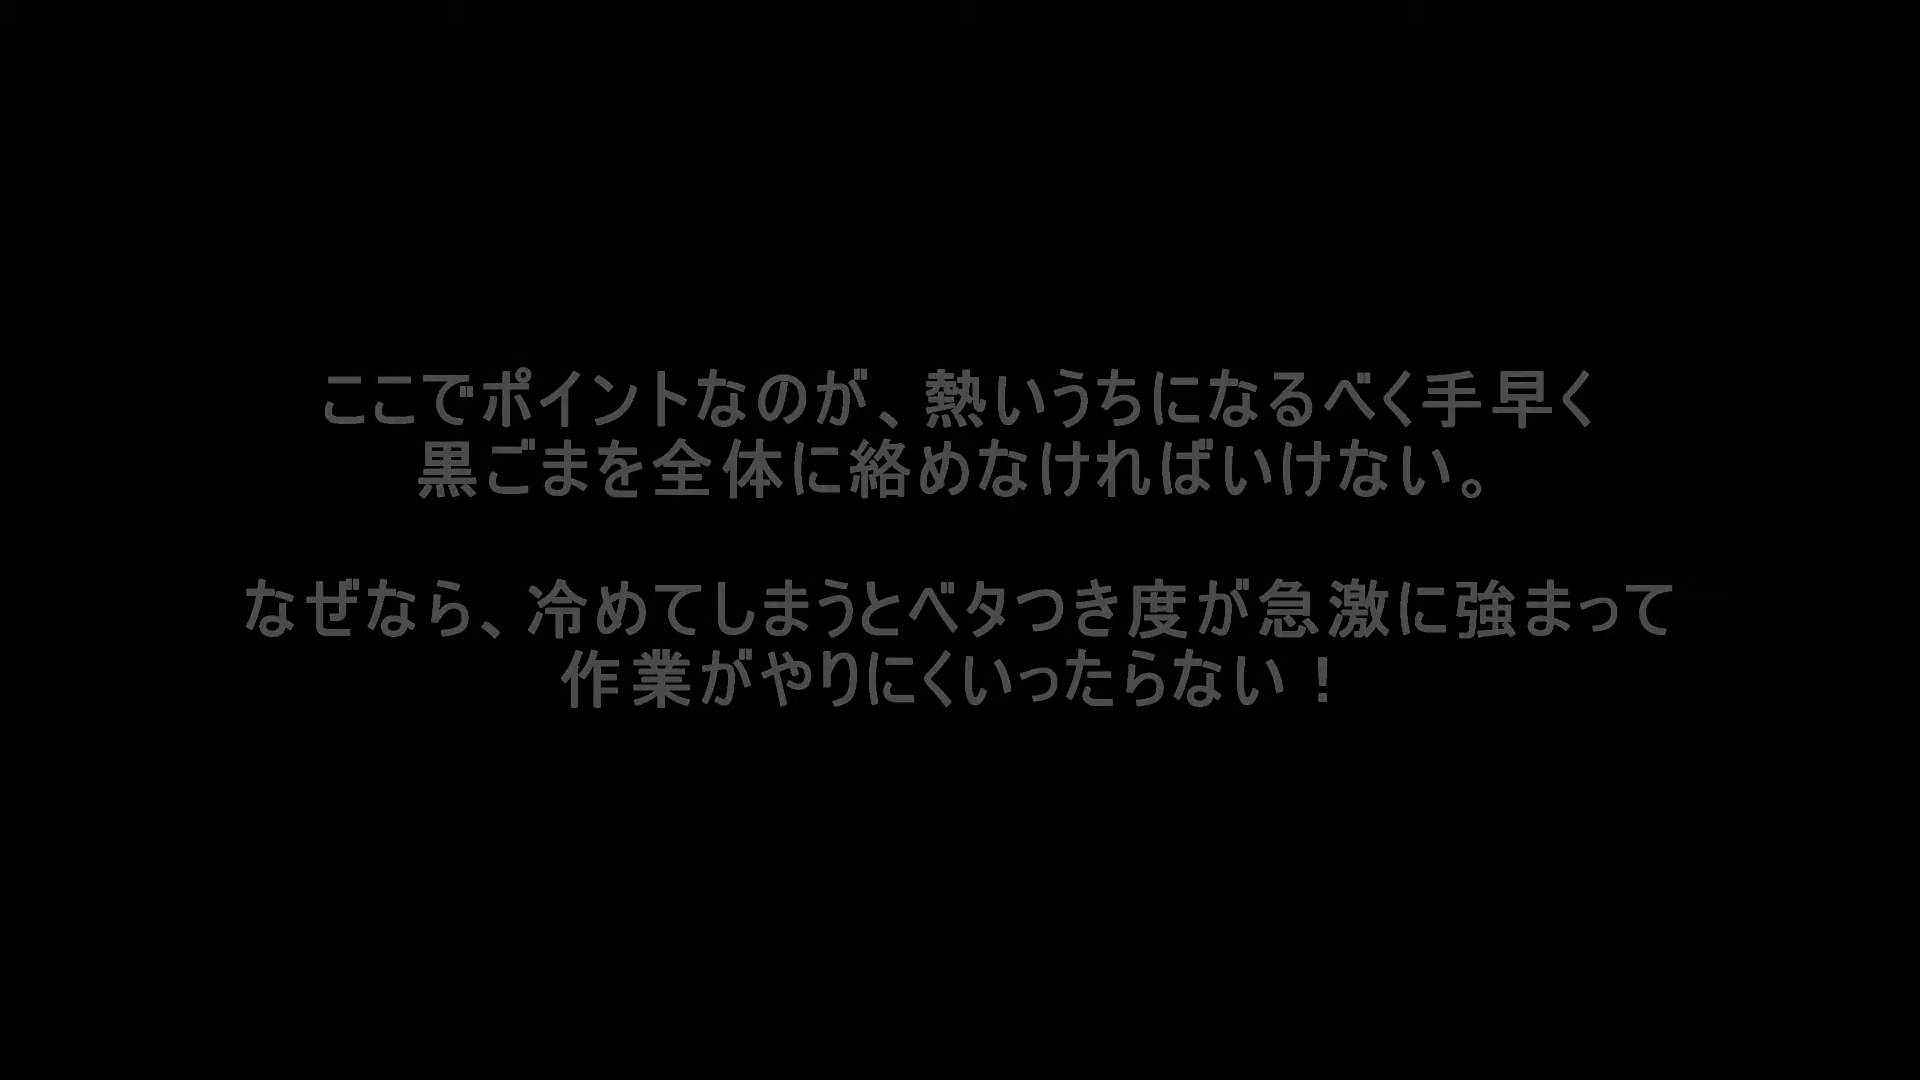 ここでポイントなのが、熱いうちになるべく手早く
黒ごまを全体に絡めなければいけない。
なぜなら、冷めてしまうとベタつき度が急激に強まって
作業がやりにくいったらない！